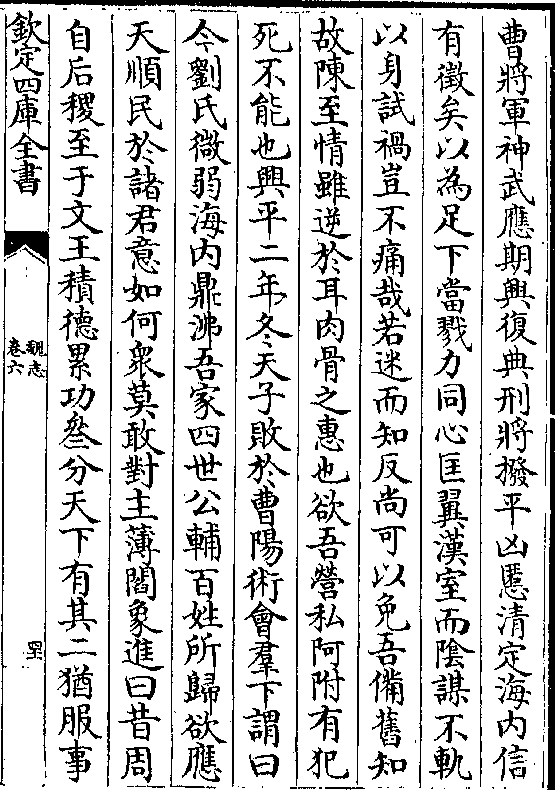 曹將軍神武應期興復典刑將撥平凶慝清定海内信
有徵矣以為足下當戮力同心匡翼漢室而陰謀不軌
以身試禍豈不痛哉若迷而知反尚可以免吾備舊知
故陳至情雖逆於耳肉骨之惠也欲吾營私阿附有犯
死不能也興平二年冬天子敗於曹陽術會羣下謂曰
今劉氏微弱海内鼎沸吾家四世公輔百姓所歸欲應
天順民於諸君意如何衆莫敢對主薄閻象進曰昔周
自后稷至于文王積德累功叄分天下有其二猶服事
欽定四庫全書
魏志
卷六